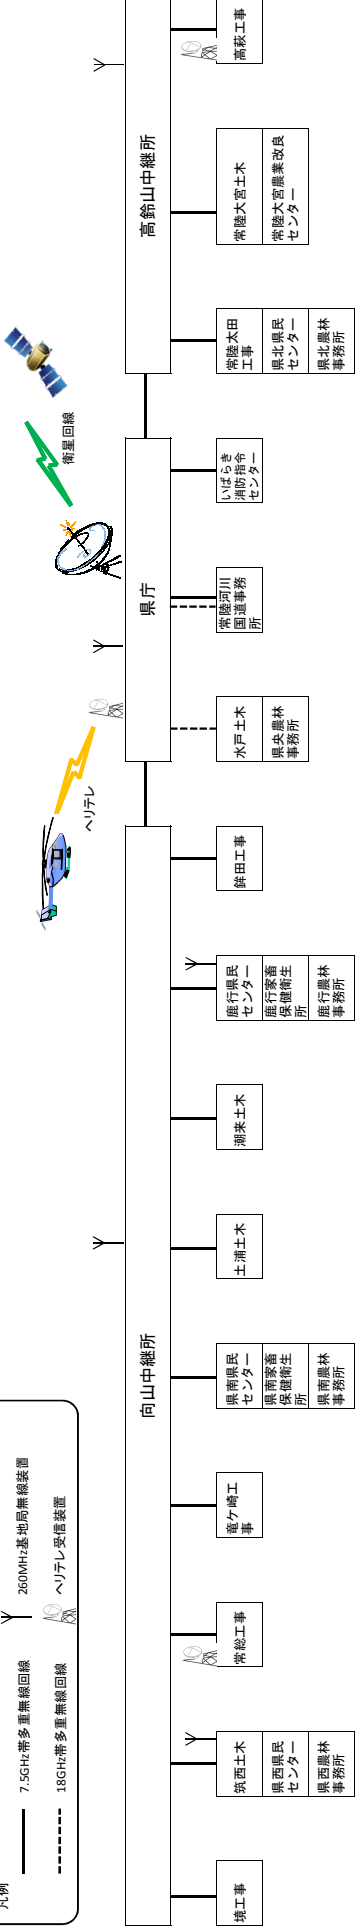 凡例
7.5GHz帯多重無線回線
18GHz帯多重無線回線
260MHz基地局無線装置
ヘリテレ受信装置
ヘリテレ
衛星回線
向山中継所
県庁
高鈴山中継所
境工事
筑西土木
県西県民
センター
県西農林
事務所
常総工事
竜ケ崎工
事
県南県民
センター
県南家畜
保健衛生
所
県南農林
事務所
土浦土木
潮来土木
鹿行県民
センター
鹿行家畜
保健衛生
所
鹿行農林
事務所
鉾田工事
水戸土木
県央農林
事務所
常陸河川
国道事務
所
いばらき
消防指令
センター
常陸太田
工事
県北県民
センター
県北農林
事務所
常陸大宮土木
常陸大宮農業改良
センター
高萩工事